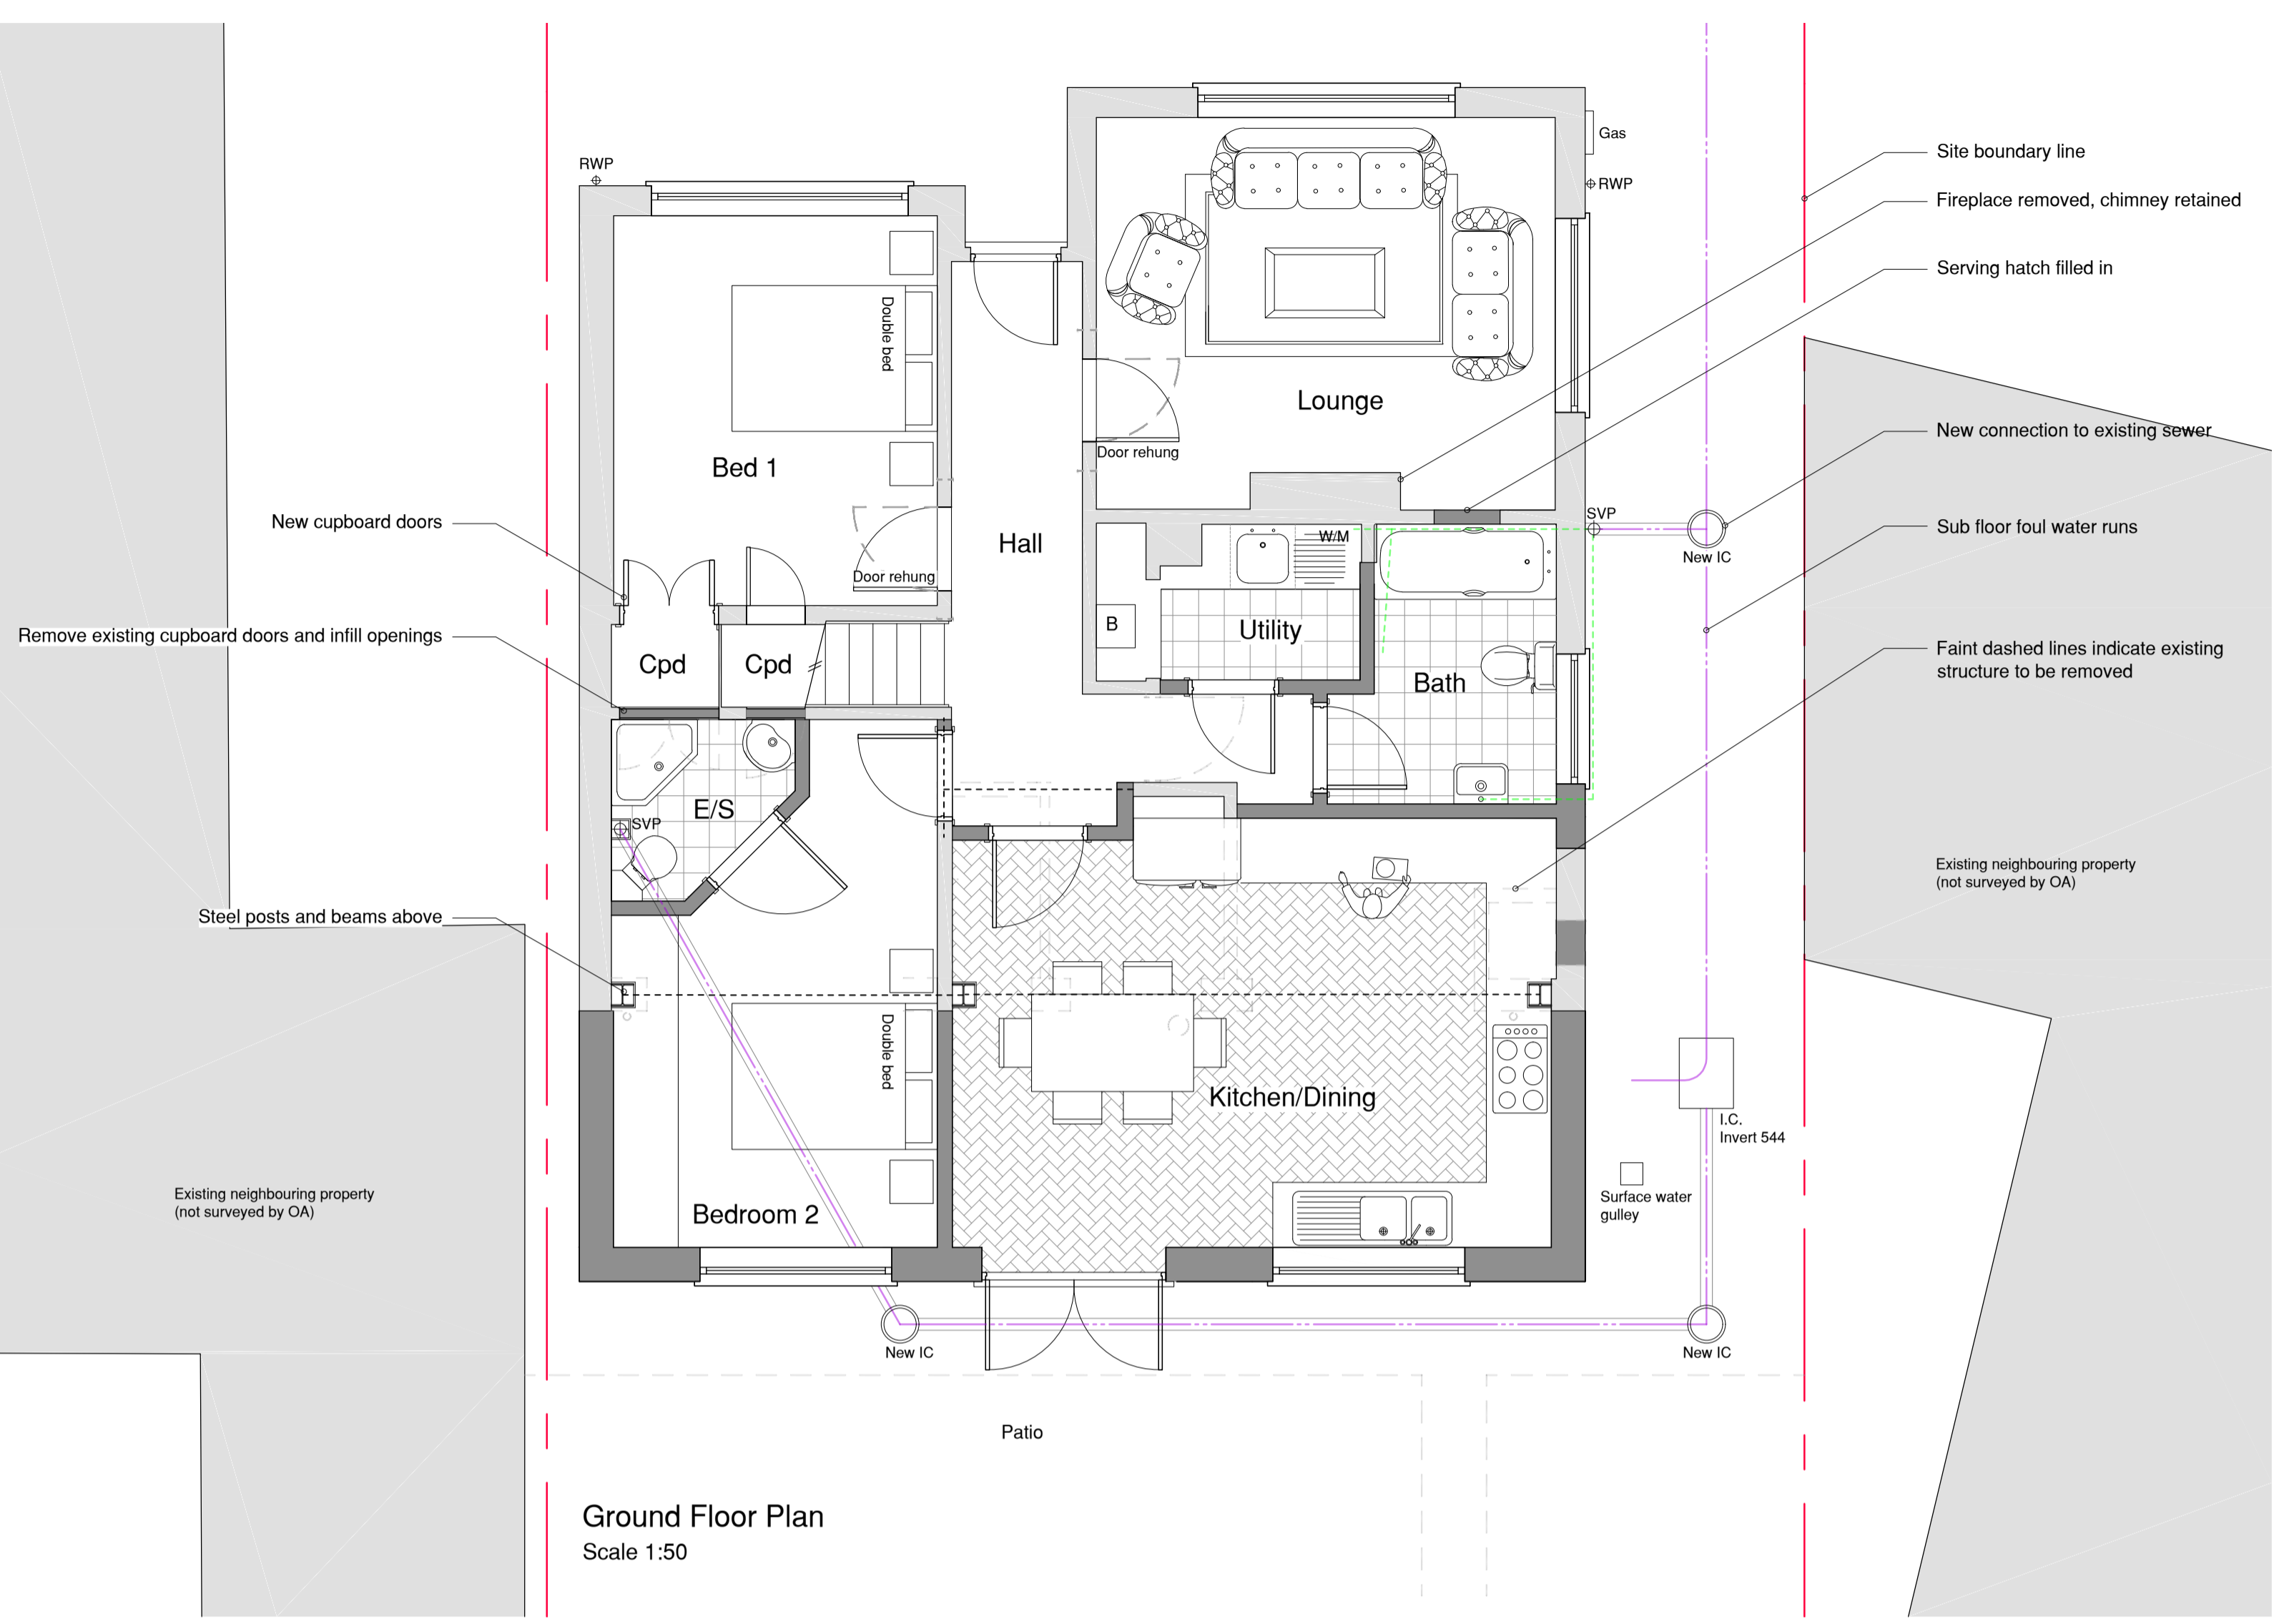 RWP
Gas
RWP
Site boundary line
Fireplace removed, chimney retained
Serving hatch filled in
Double bed
Lounge
New connection to existing sewer
Door rehung
Bed 1
New cupboard doors
SVP
Sub floor foul water runs
Hall
W/M
New IC
Door rehung
Remove existing cupboard doors and infill openings
B
Utility
Faint dashed lines indicate existing
structure to be removed
Cpd
Cpd
Bath
E/S
SVP
Existing neighbouring property
(not surveyed by OA)
Steel posts and beams above
Double bed
Kitchen/Dining
I.C.
Invert 544
Existing neighbouring property
(not surveyed by OA)
Surface water
gulley
Bedroom 2
New IC
New IC
Patio
Ground Floor Plan
Scale 1:50